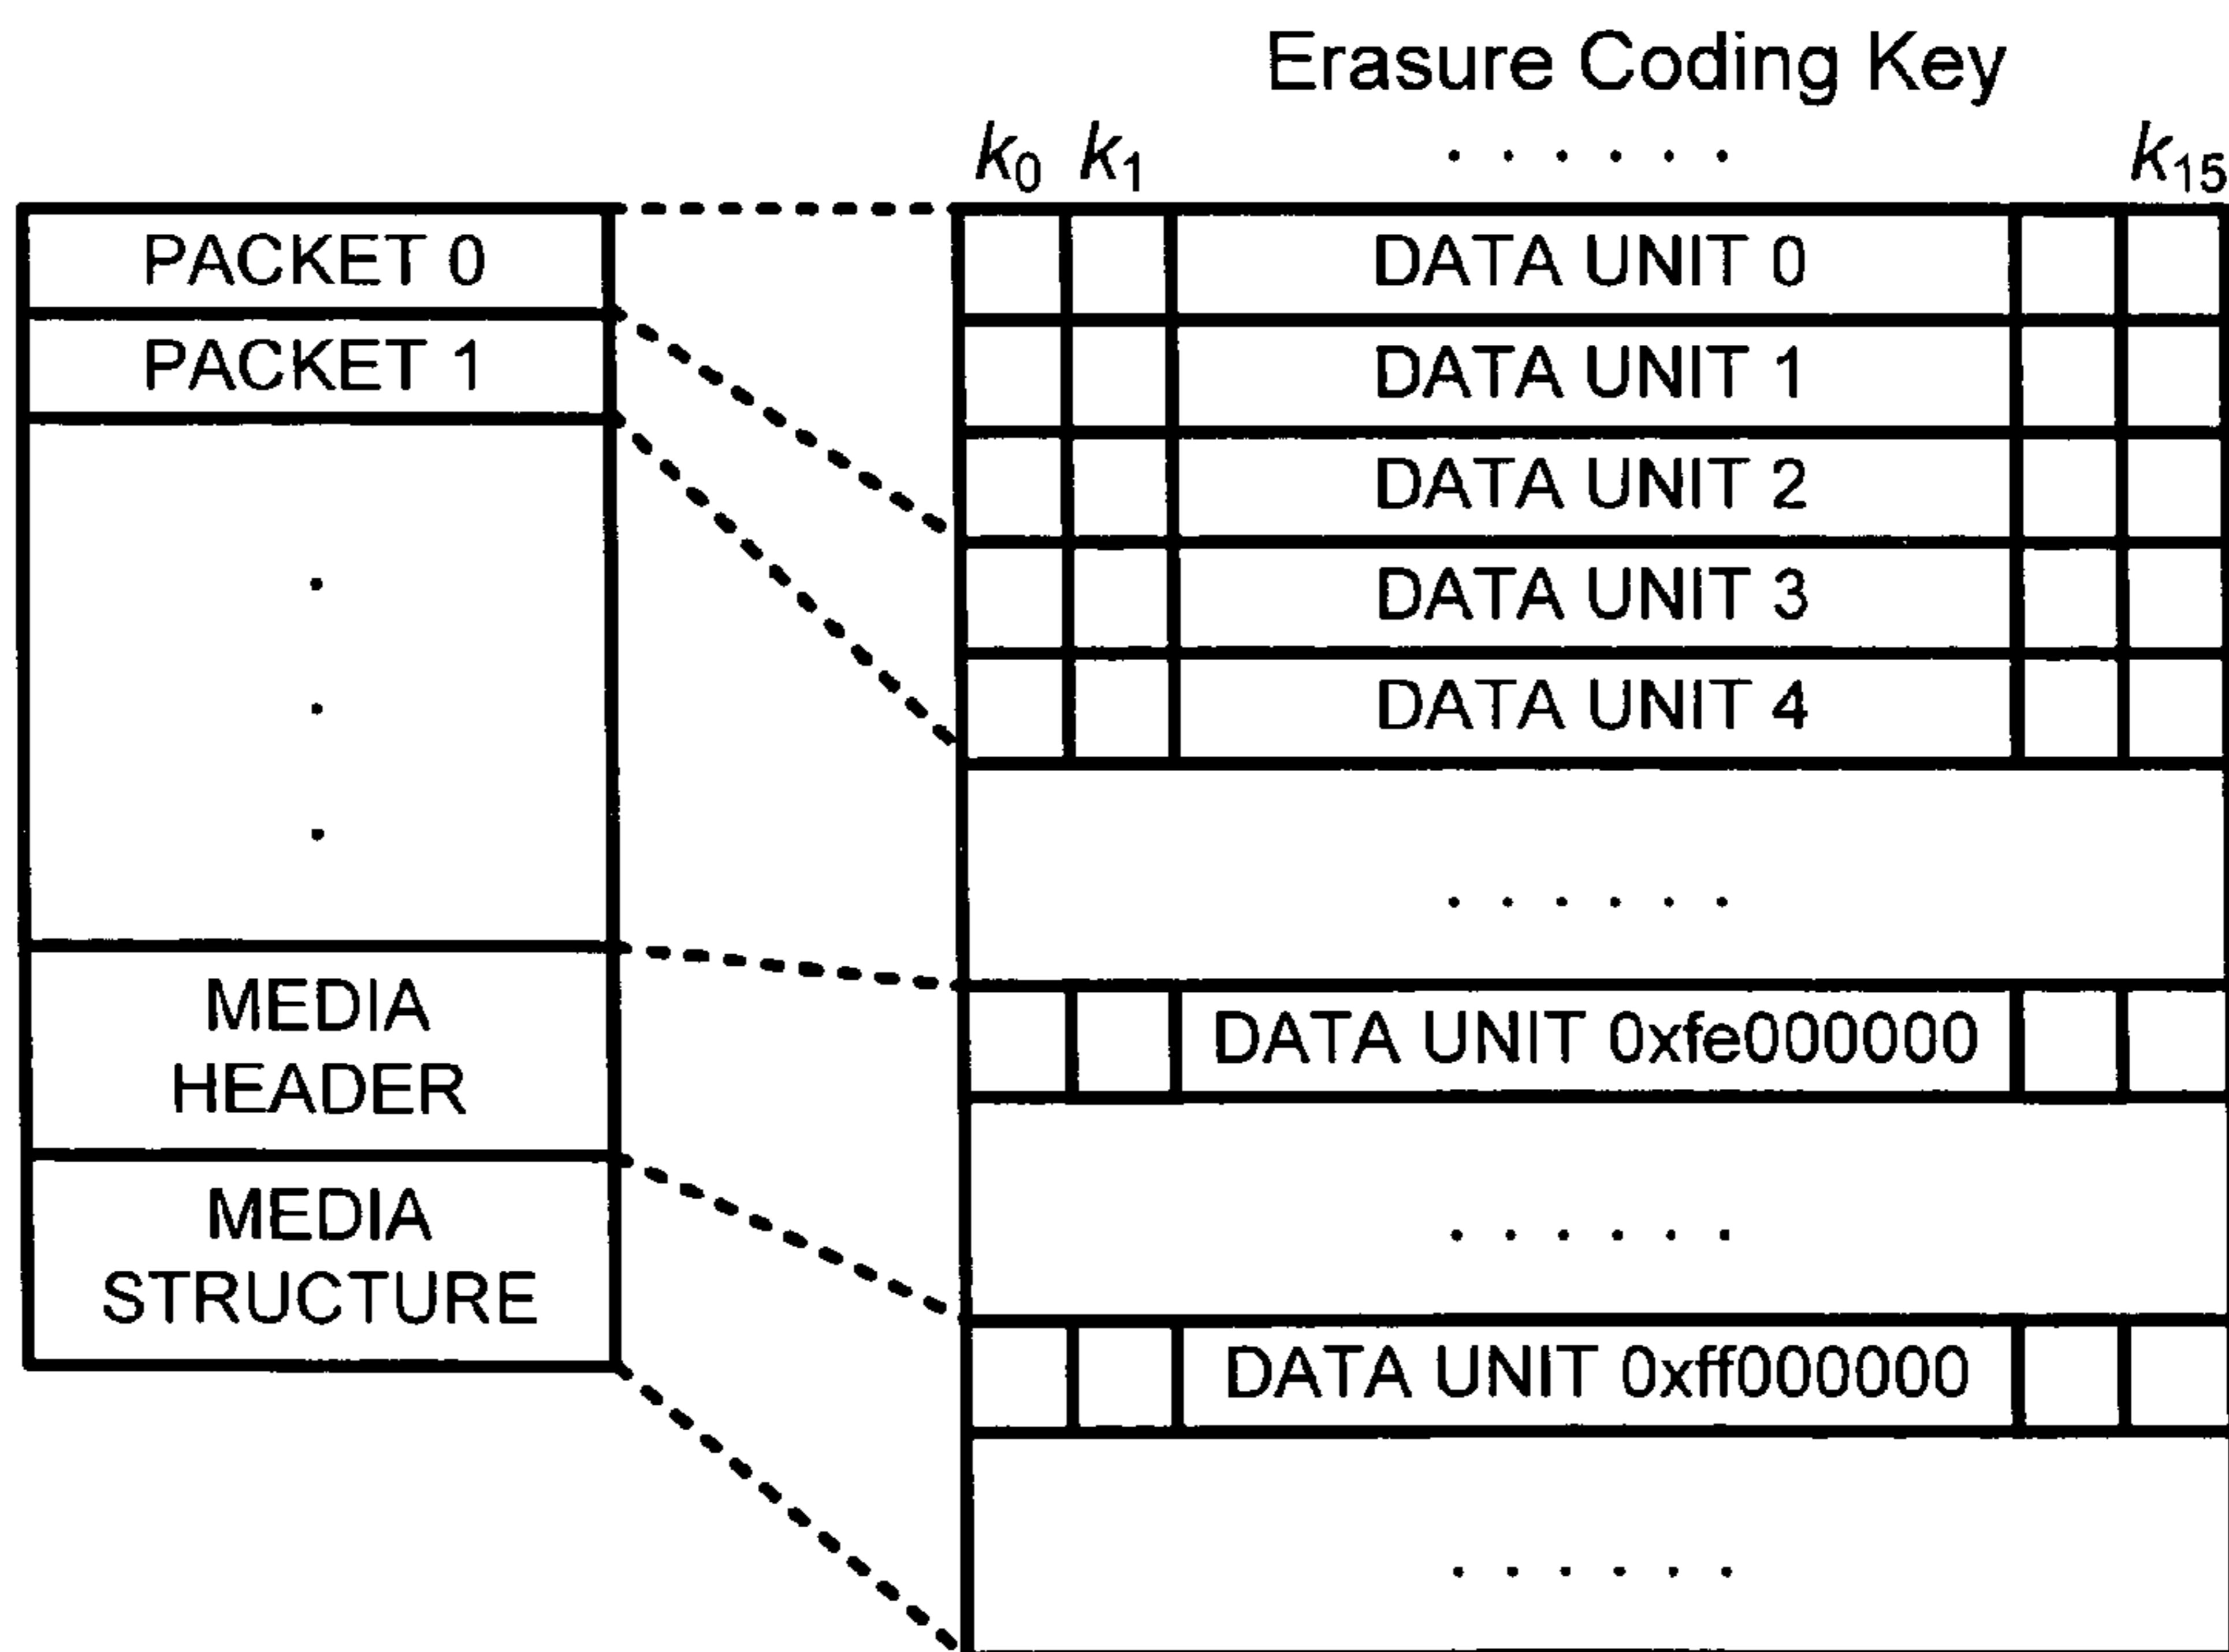 Erasure Coding Key
k0 k1 . . . . . . k15
PACKET 0
PACKET 1
.
.
.
MEDIA
HEADER
MEDIA
STRUCTURE
DATA UNIT 0
DATA UNIT 1
DATA UNIT 2
DATA UNIT 3
DATA UNIT 4
. . . . . .
DATA UNIT 0xfe000000
. . . . . .
DATA UNIT 0xff000000
. . . . . .